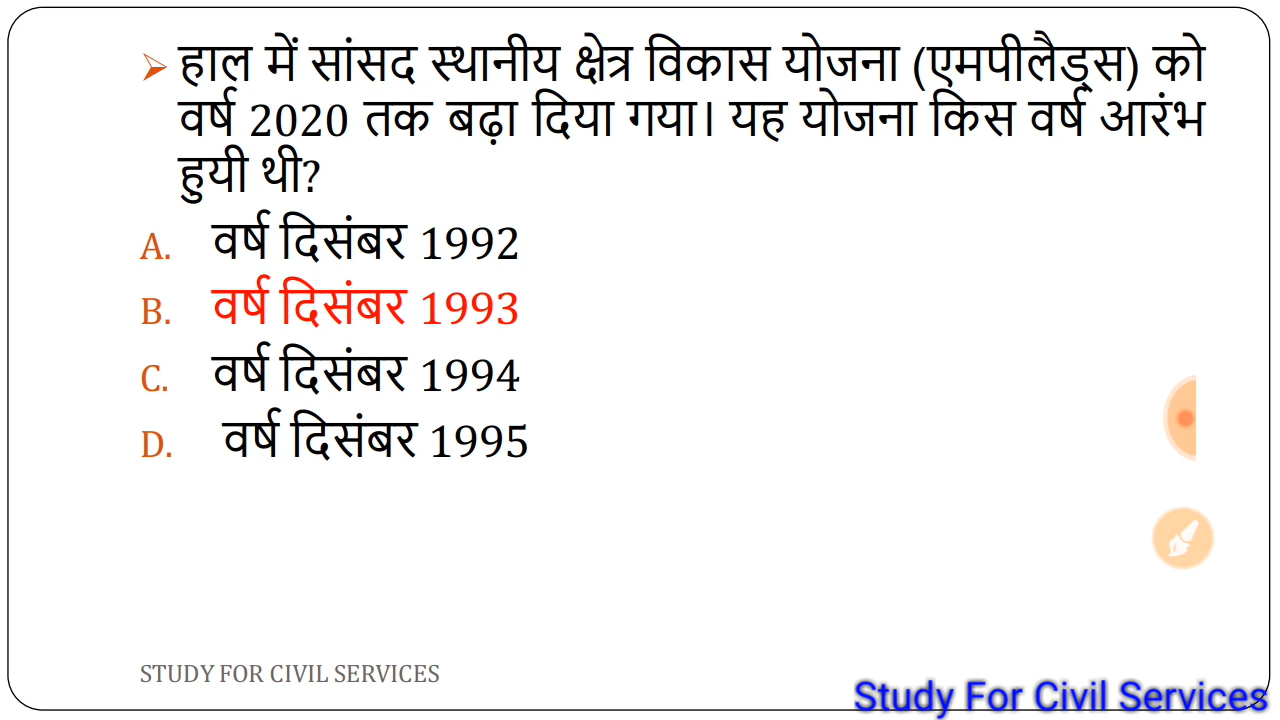 ➢ हाल में सांसद स्थानीय क्षेत्र विकास योजना (एमपीलैड्स) को
वर्ष 2020 तक बढ़ा दिया गया। यह योजना किस वर्ष आरंभ
हुयी थी?
A. वर्ष दिसंबर 1992
B. वर्ष दिसंबर 1993
C. वर्ष दिसंबर 1994
D. वर्ष दिसंबर 1995
STUDY FOR CIVIL SERVICES
Study For Civil Services